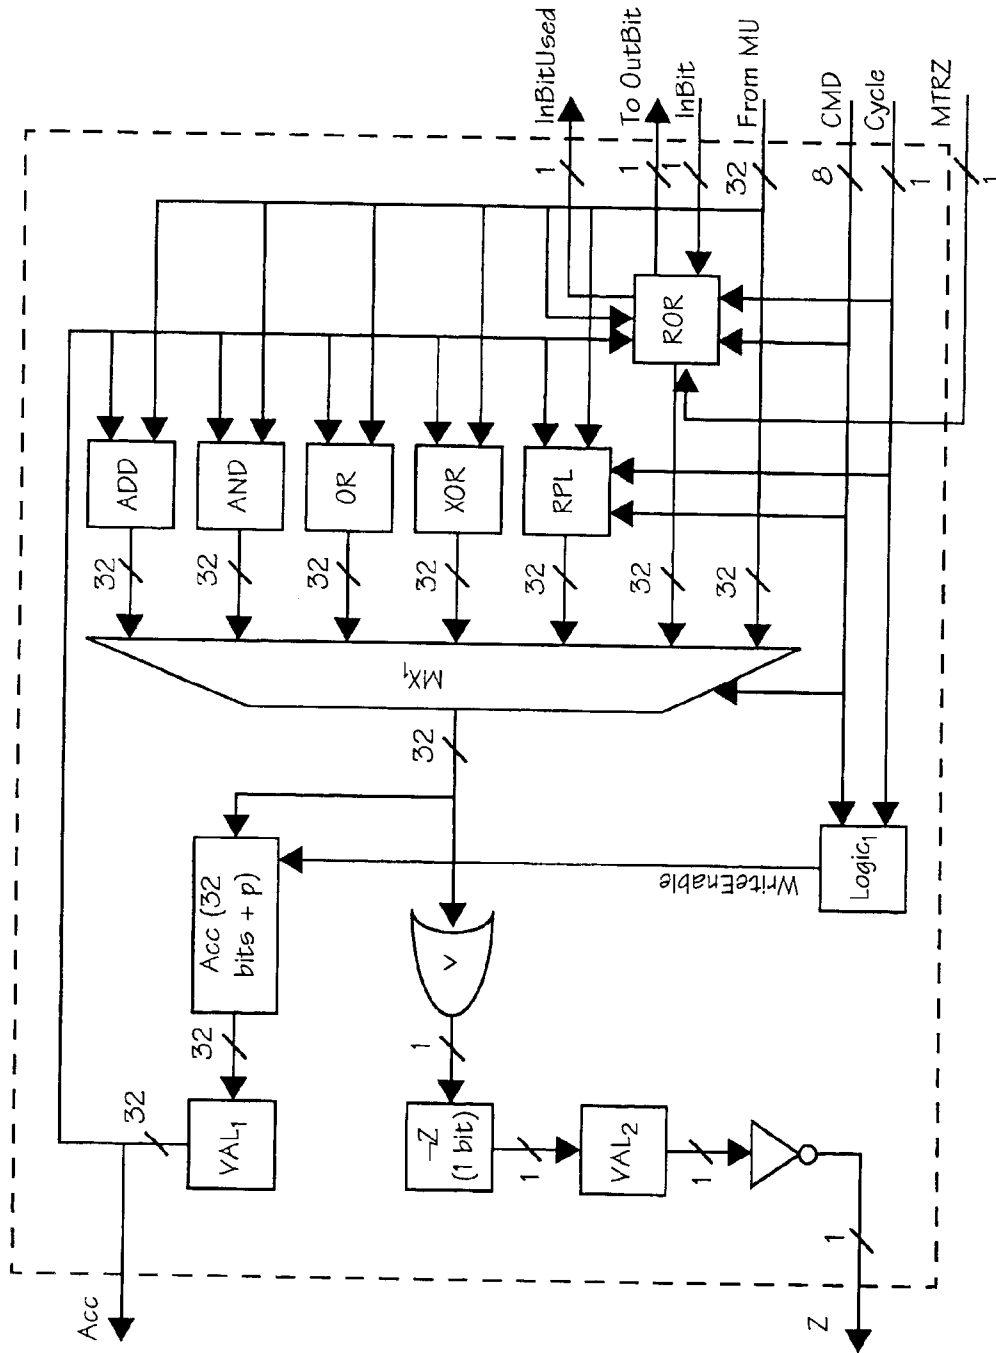 InBitUsed
To OutBit
InBit
From MU
CMD
Cycle
MTRZ
1
1
1
32
8
1
1
ADD
AND
OR
XOR
RPL
ROR
32
32
32
32
32
32
32
MX₁
32
Acc (32
bits + p)
WriteEnable
Logic₁
32
VAL₁
32
V
1
¬Z
(1 bit)
1
VAL₂
1
1
Acc
Z